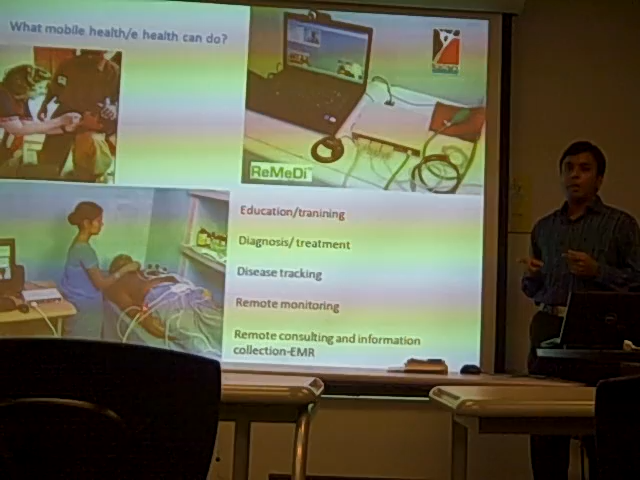 What mobile health/e health can do?
ReMeDi
Education/tranining
Diagnosis/ treatment
Disease tracking
Remote monitoring
Remote consulting and information
collection-EMR